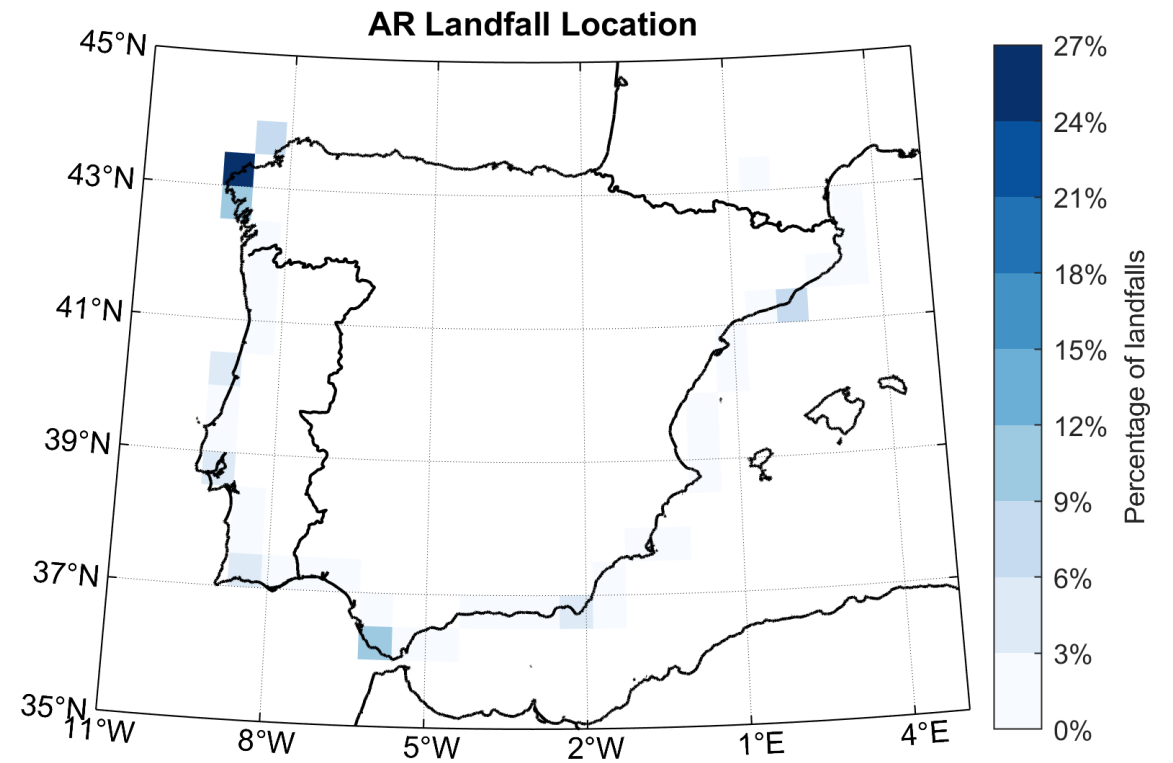 AR Landfall Location
45°N
43°N
41°N
39°N
37°N
35°N
11°W
8°W
5°W
2°W
1°E
4°E
27%
24%
21%
18%
15%
12%
9%
6%
3%
0%
Percentage of landfalls